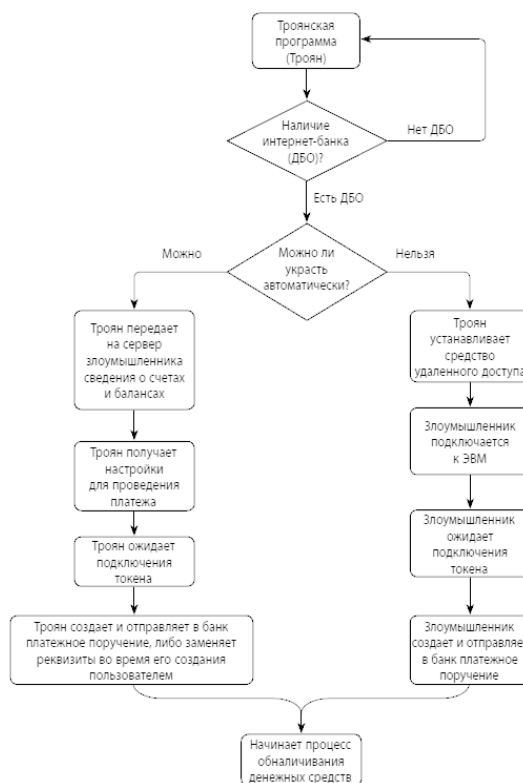 Троянская
программа
(Троян)
Наличие
интернет-банка
(ДБО)?
Нет ДБО
Есть ДБО
Можно ли
украсть
автоматически?
Можно
Нельзя
Троян передает
на сервер
злоумышленника
сведения о счетах
и балансах
Троян получает
настройки
для проведения
платежа
Троян ожидает
подключения
токена
Троян создает и отправляет в банк
платежное поручение, либо заменяет
реквизиты во время его создания
пользователем
Троян
устанавливает
средство
удаленного доступа
Злоумышленник
подключается
к ЭВМ
Злоумышленник
ожидает
подключения
токена
Злоумышленник
создает и отправляе
в банк платежное
поручение
Начинает процесс
обналичивания
денежных средств